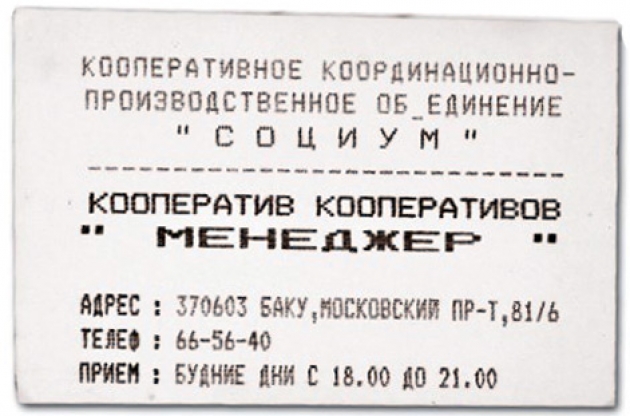 КООПЕРАТИВНОЕ КООРДИНАЦИОННО-
ПРОИЗВОДСТВЕННОЕ ОБ_ЕДИНЕНИЕ
" С О Ц И У М "
КООПЕРАТИВ КООПЕРАТИВОВ
" МЕНЕДЖЕР "
АДРЕС : 370603 БАКУ,МОСКОВСКИЙ ПР-Т,81/6
ТЕЛЕФ : 66-56-40
ПРИЕМ : БУДНИЕ ДНИ С 18.00 ДО 21.00